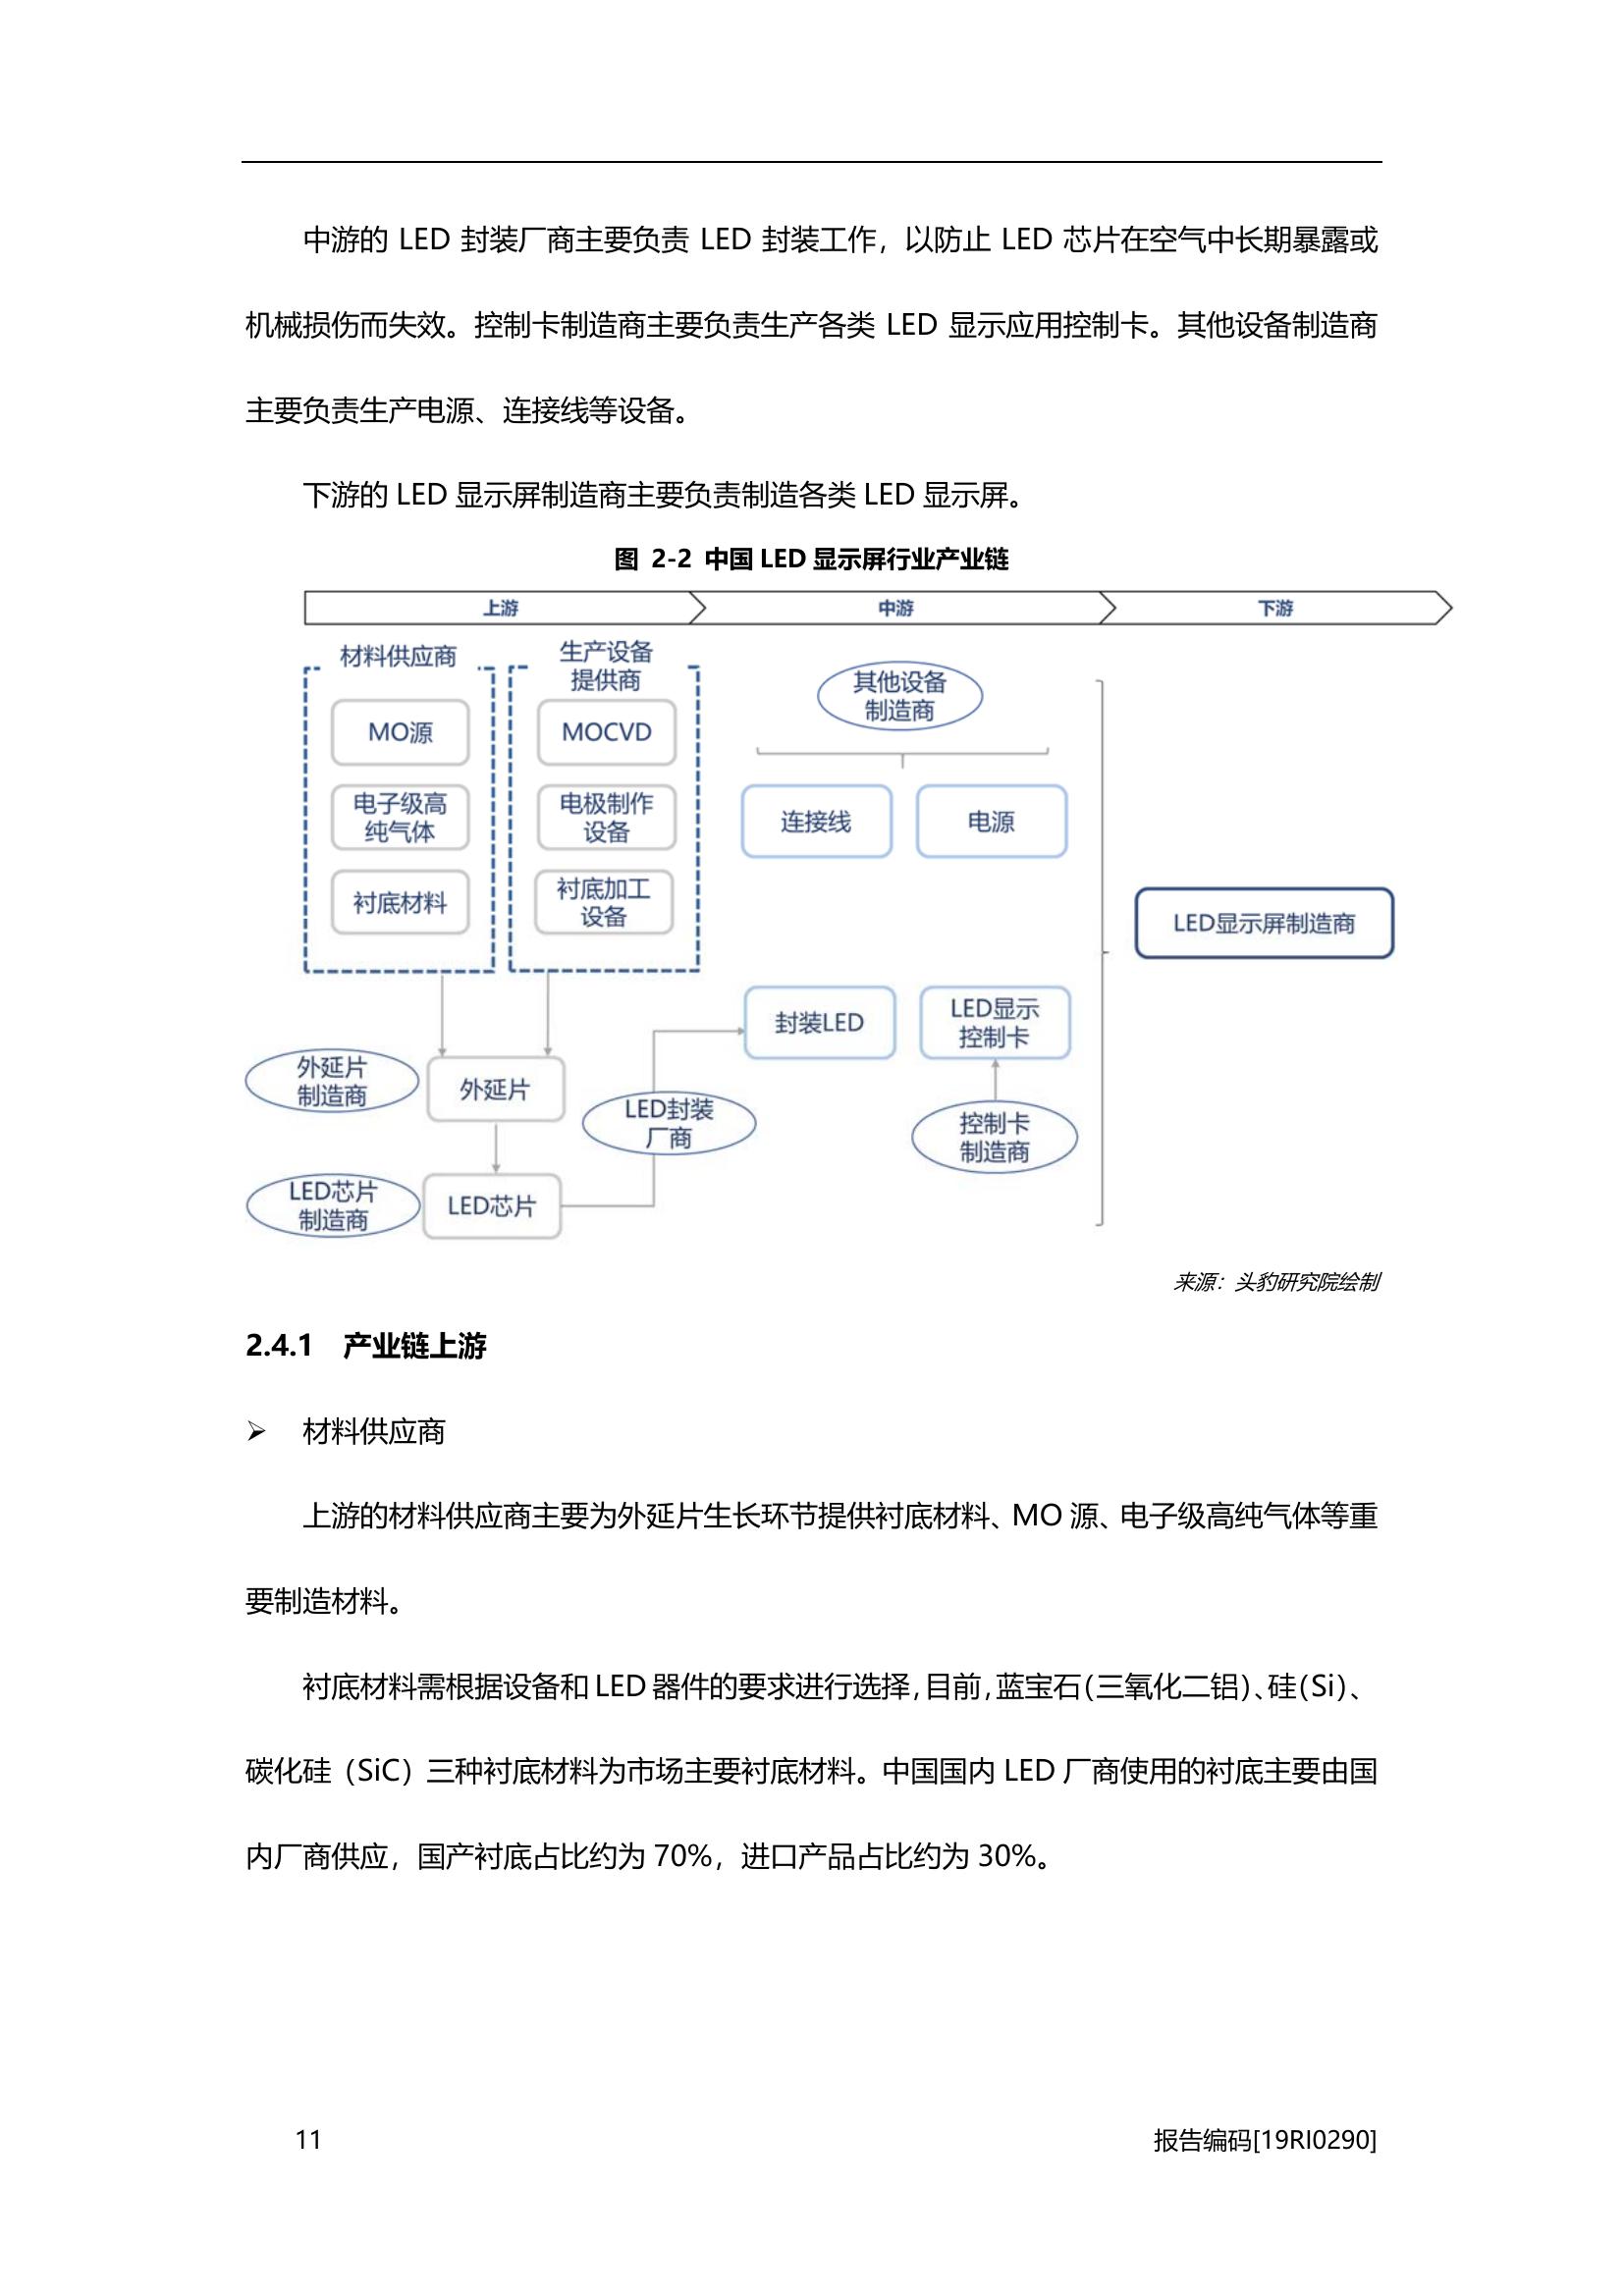 中游的 LED 封装厂商主要负责 LED 封装工作，以防止 LED 芯片在空气中长期暴露或
机械损伤而失效。控制卡制造商主要负责生产各类 LED 显示应用控制卡。其他设备制造商
主要负责生产电源、连接线等设备。
下游的 LED 显示屏制造商主要负责制造各类 LED 显示屏。
图 2-2 中国 LED 显示屏行业产业链
上游
中游
下游
材料供应商
MO源
电子级高
纯气体
衬底材料
生产设备
提供商
MOCVD
电极制作
设备
衬底加工
设备
其他设备
制造商
连接线
电源
LED显示屏制造商
封装LED
LED显示
控制卡
外延片
制造商
外延片
LED封装
厂商
控制卡
制造商
LED芯片
制造商
LED芯片
来源：头豹研究院绘制
2.4.1 产业链上游
➢ 材料供应商
上游的材料供应商主要为外延片生长环节提供衬底材料、MO 源、电子级高纯气体等重
要制造材料。
衬底材料需根据设备和 LED 器件的要求进行选择，目前，蓝宝石（三氧化二铝）、硅（Si）、
碳化硅（SiC）三种衬底材料为市场主要衬底材料。中国国内 LED 厂商使用的衬底主要由国
内厂商供应，国产衬底占比约为 70%，进口产品占比约为 30%。
11
报告编码[19RI0290]